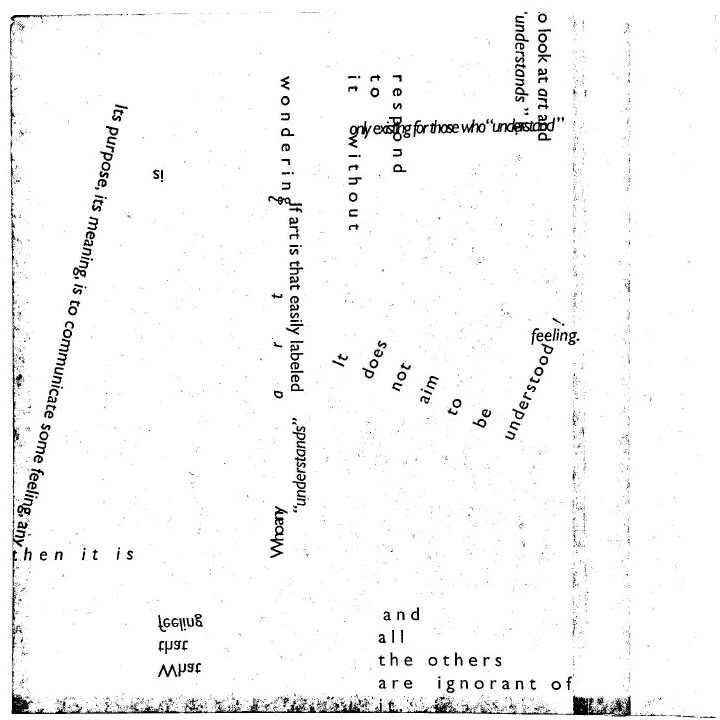 o look at art and
understands ”
respond
to
it without
wondering
only existing for those who “understand”
Its purpose, its meaning, is to communicate some feeling, any
is
If art is that easily labeled
a r t ?
feeling.
It does not aim to be understood!
“understands,”
then it is
What
that
feeling
and
all
the others
are ignorant of
it.